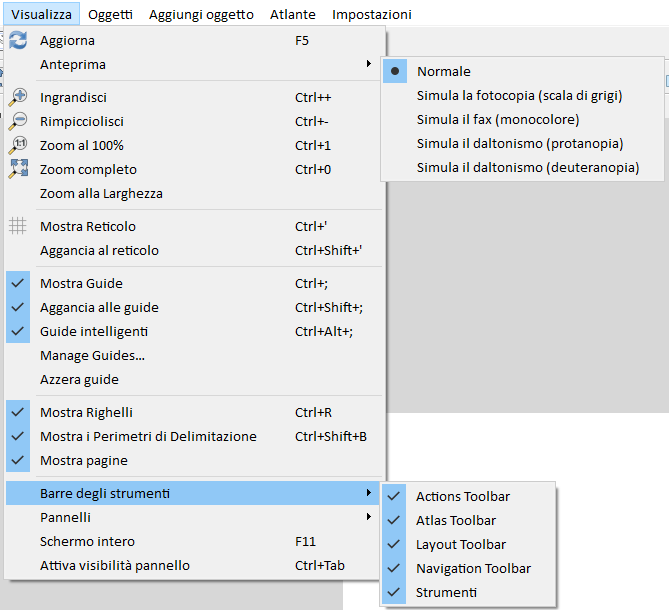 Visualizza Oggetti Aggiungi oggetto Atlante Impostazioni
Aggiorna F5
Anteprima
Ingrandisci Ctrl++
Rimpicciolisci Ctrl+-
Zoom al 100% Ctrl+1
Zoom completo Ctrl+0
Zoom alla Larghezza
Mostra Reticolo Ctrl+'
Aggancia al reticolo Ctrl+Shift+'
Mostra Guide Ctrl+;
Aggancia alle guide Ctrl+Shift+;
Guide intelligenti Ctrl+Alt+;
Manage Guides...
Azzera guide
Mostra Righelli Ctrl+R
Mostra i Perimetri di Delimitazione Ctrl+Shift+B
Mostra pagine
Barre degli strumenti
Pannelli
Schermo intero F11
Attiva visibilità pannello Ctrl+Tab
Normale
Simula la fotocopia (scala di grigi)
Simula il fax (monocolore)
Simula il daltonismo (protanopia)
Simula il daltonismo (deuteranopia)
Actions Toolbar
Atlas Toolbar
Layout Toolbar
Navigation Toolbar
Strumenti